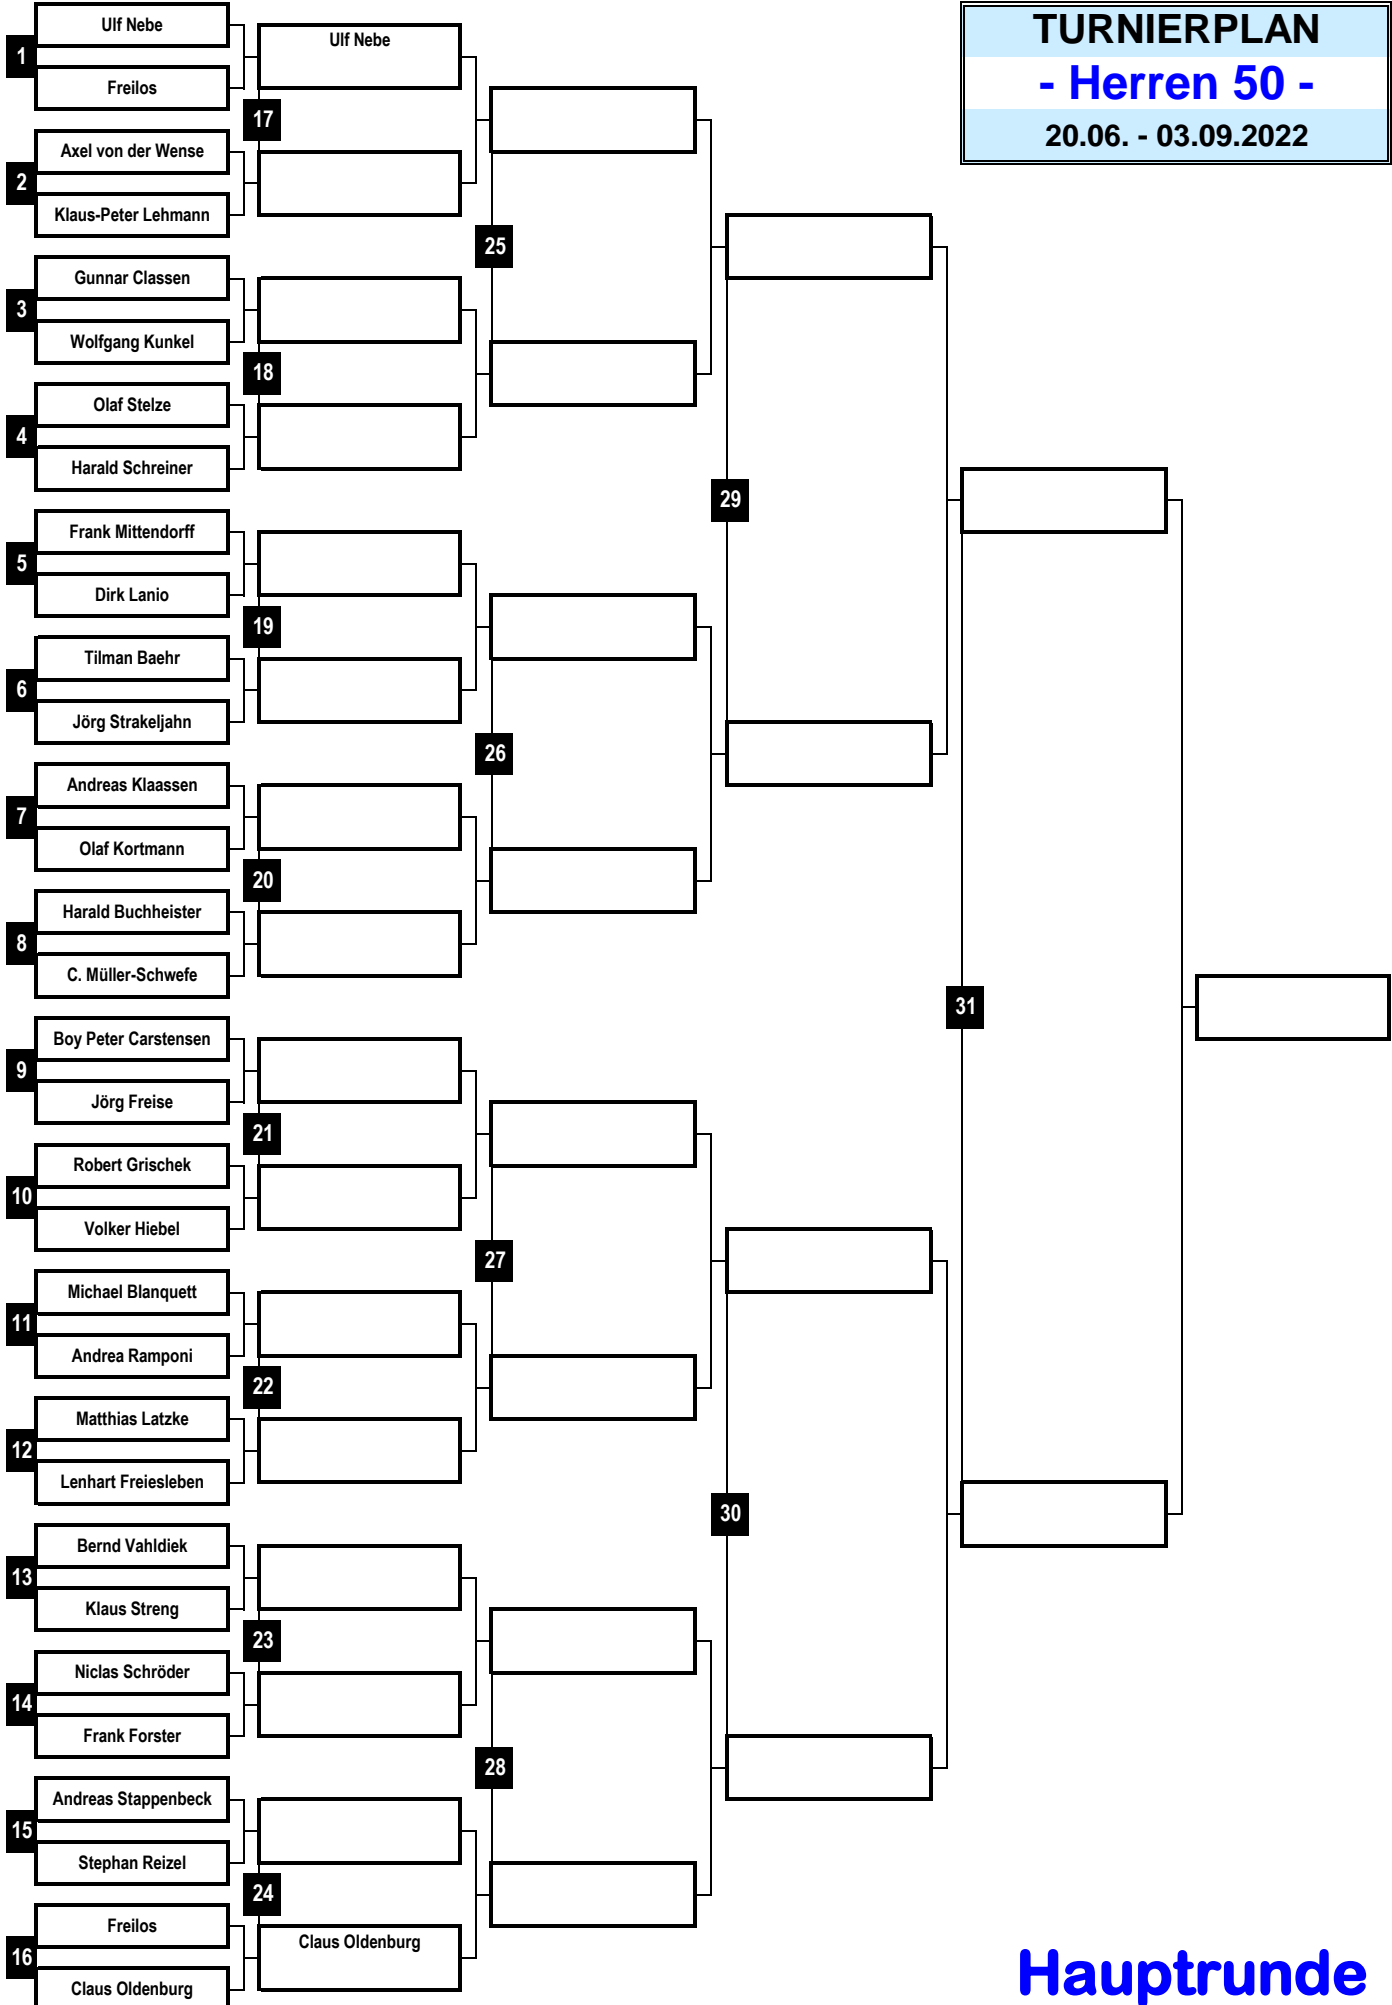 TURNIERPLAN
- Herren 50 -
20.06. - 03.09.2022
1
Ulf Nebe
Freilos
2
Axel von der Wense
Klaus-Peter Lehmann
3
Gunnar Classen
Wolfgang Kunkel
4
Olaf Stelze
Harald Schreiner
5
Frank Mittendorff
Dirk Lanio
6
Tilman Baehr
Jörg Strakeljahn
7
Andreas Klaassen
Olaf Kortmann
8
Harald Buchheister
C. Müller-Schwefe
9
Boy Peter Carstensen
Jörg Freise
10
Robert Grischek
Volker Hiebel
11
Michael Blanquett
Andrea Ramponi
12
Matthias Latzke
Lenhart Freiesleben
13
Bernd Vahldiek
Klaus Streng
14
Niclas Schröder
Frank Forster
15
Andreas Stappenbeck
Stephan Reizel
16
Freilos
Claus Oldenburg
Ulf Nebe
17
18
19
20
21
22
23
24
Claus Oldenburg
25
26
27
28
29
30
31
Hauptrunde